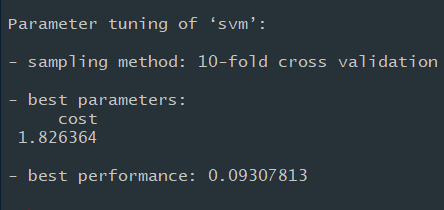 Parameter tuning of ‘svm’:
- sampling method: 10-fold cross validation
- best parameters:
cost
1.826364
- best performance: 0.09307813